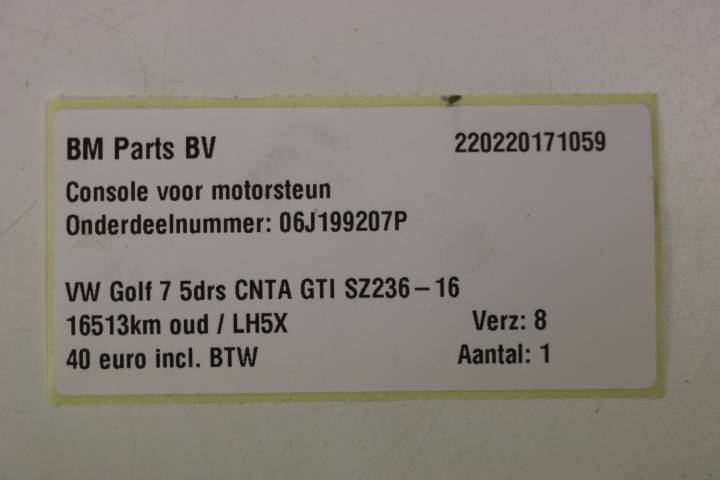 BM Parts BV 220220171059
Console voor motorsteun
Onderdeelnummer: 06J199207P
VW Golf 7 5drs CNTA GTI SZ236-16
16513km oud / LH5X Verz: 8
40 euro incl. BTW Aantal: 1